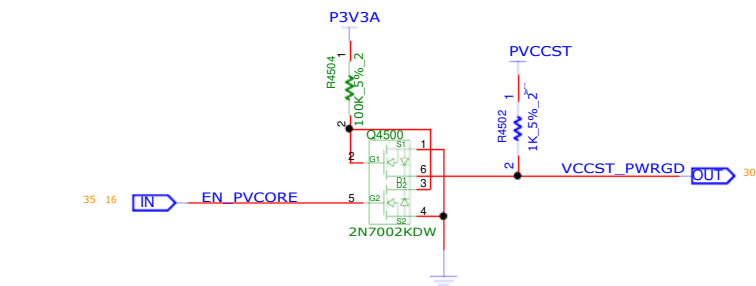 P3V3A
PVCCST
1
R4504
100K_5%_2
2
1
R4502
1K_5%_2
2
Q4500
S1
1
2
G1
6
D1
D2
3
VCCST_PWRGD
OUT
30
35 16
IN
EN_PVCORE
5
G2
4
S2
2N7002KDW